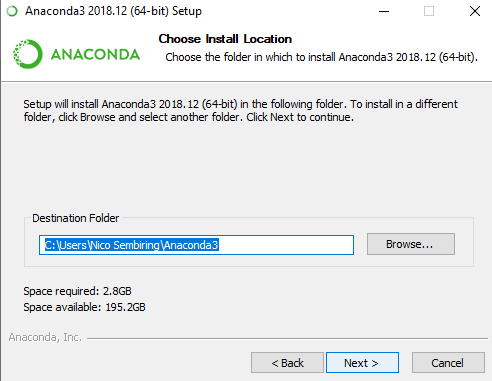 Anaconda3 2018.12 (64-bit) Setup
ANACONDA
Choose Install Location
Choose the folder in which to install Anaconda3 2018.12 (64-bit).
Setup will install Anaconda3 2018.12 (64-bit) in the following folder. To install in a different
folder, click Browse and select another folder. Click Next to continue.
Destination Folder
C:\Users\Nico Sembiring\Anaconda3
Browse...
Space required: 2.8GB
Space available: 195.2GB
Anaconda, Inc.
< Back
Next >
Cancel